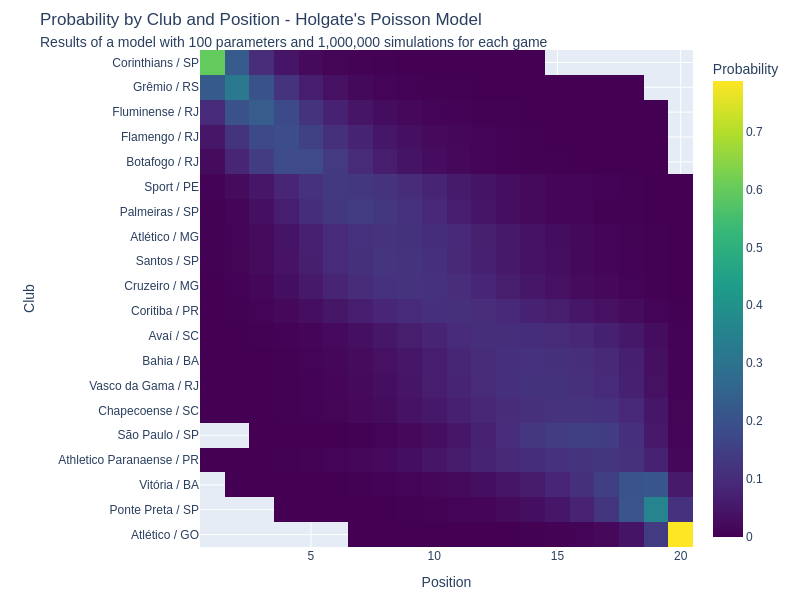 Probability by Club and Position - Holgate's Poisson Model
Results of a model with 100 parameters and 1,000,000 simulations for each game
Corinthians / SP
Grêmio / RS
Fluminense / RJ
Flamengo / RJ
Botafogo / RJ
Sport / PE
Palmeiras / SP
Atlético / MG
Santos / SP
Cruzeiro / MG
Coritiba / PR
Avaí / SC
Bahia / BA
Vasco da Gama / RJ
Chapecoense / SC
São Paulo / SP
Athletico Paranaense / PR
Vitória / BA
Ponte Preta / SP
Atlético / GO
Club
5
10
15
20
Position
Probability
0.7
0.6
0.5
0.4
0.3
0.2
0.1
0